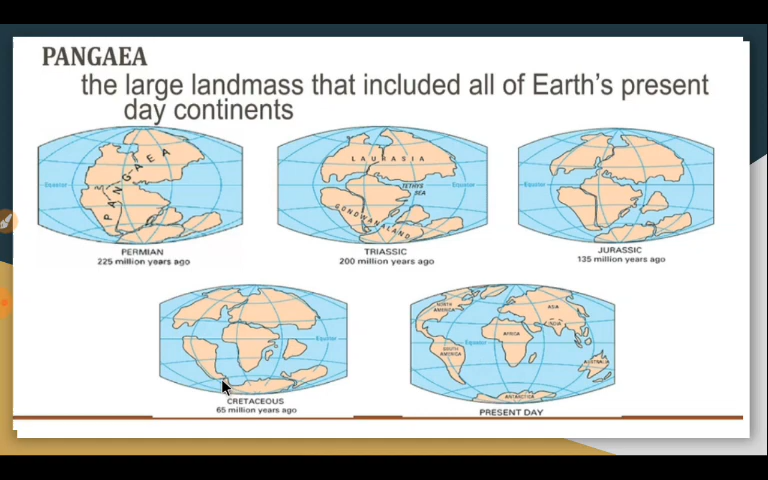 PANGAEA
the large landmass that included all of Earth's present
day continents
Equator
PANGAEA
PERMIAN
225 million years ago
LAURASIA
TETHYS
SEA
Equator
GONDWANALAND
TRIASSIC
200 million years ago
Equator
JURASSIC
135 million years ago
Equator
CRETACEOUS
65 million years ago
NORTH
AMERICA
ASIA
INDIA
AFRICA
Equator
SOUTH
AMERICA
AUSTRALIA
ANTARCTICA
PRESENT DAY